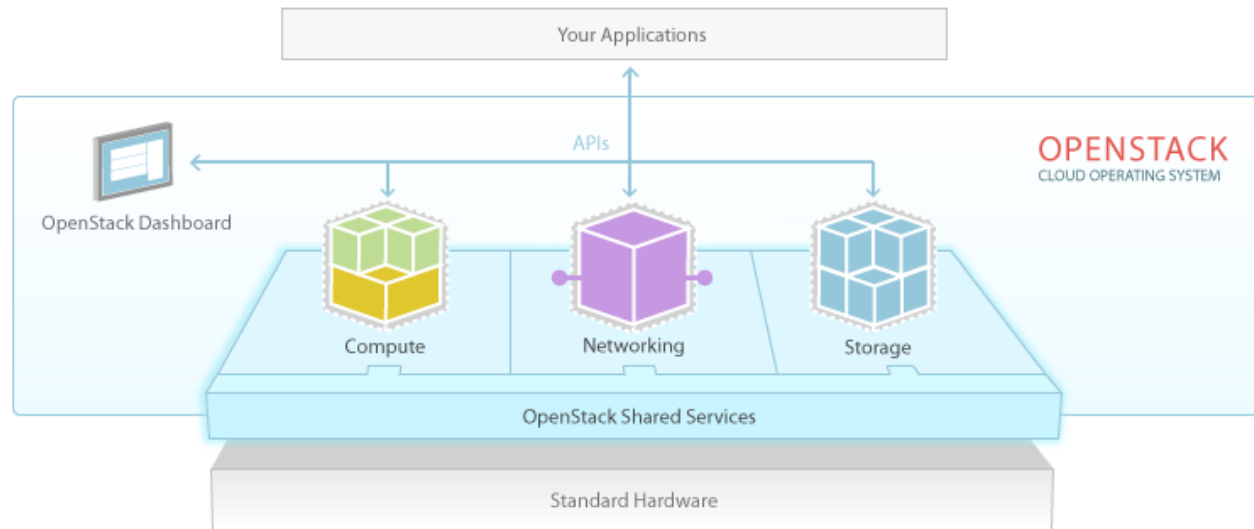 Your Applications
APIs
OPENSTACK
CLOUD OPERATING SYSTEM
OpenStack Dashboard
Compute
Networking
Storage
OpenStack Shared Services
Standard Hardware